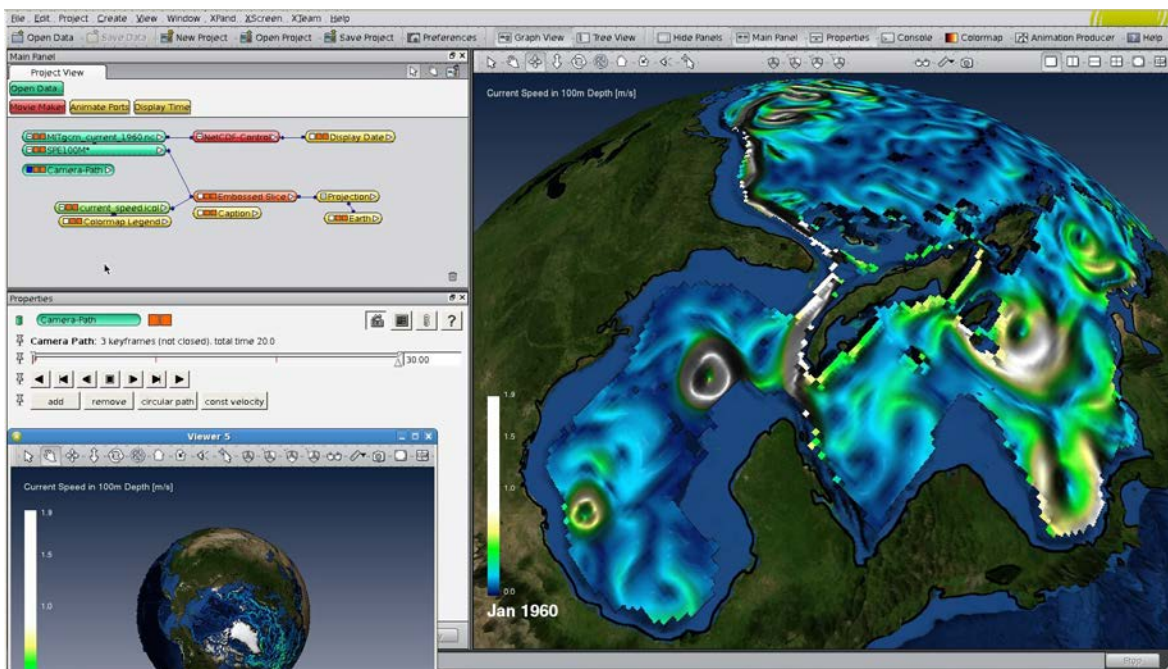 File Edit Project Create View Window XPand XScreen XTeam Help
Open Data Save Data New Project Open Project Save Project Preferences Graph View Tree View Hide Panels Main Panel Properties Console Colormap Animation Producer Help
Main Panel
Project View
Open Data
Movie Maker Animate Ports Display Time
MITgcm_current_1960.nc NetCDF-Control Display Date
SPE100M*
Camera-Path
Embossed Slice Projection
current_speed.icol Caption Earth
Colormap Legend
Properties
Camera-Path
?
Camera Path: 3 keyframes (not closed). total time 20.0
30.00
add remove circular path const velocity
Viewer 5
Current Speed in 100m Depth [m/s]
1.9
1.5
1.0
Current Speed in 100m Depth [m/s]
1.9
1.5
1.0
0.0
Jan 1960
Stop